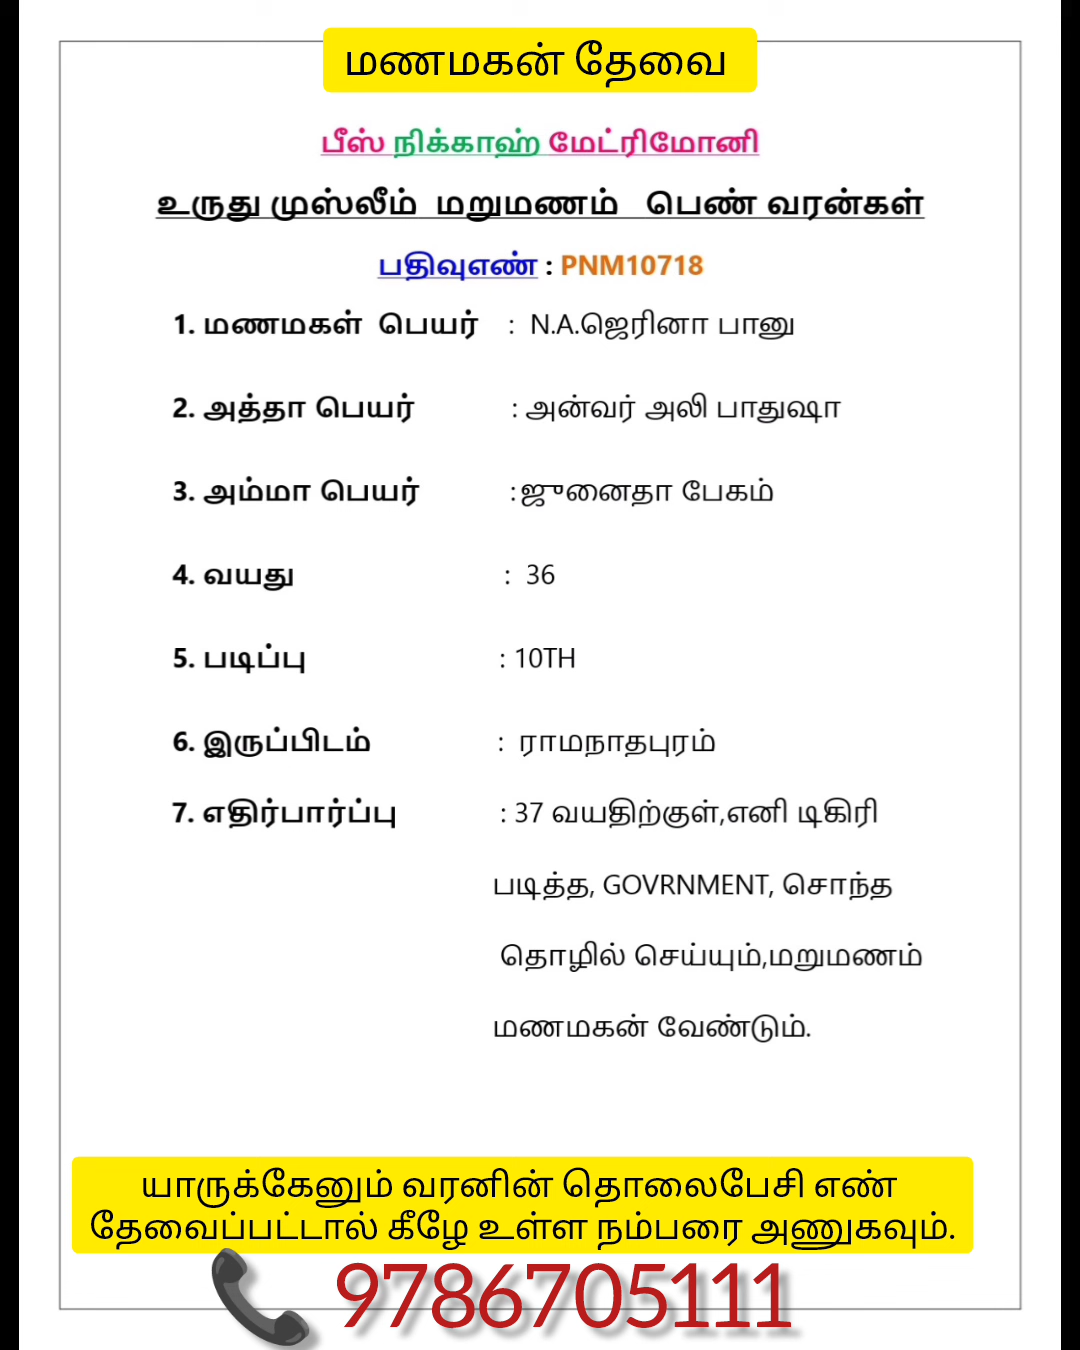 மணமகன் தேவை
பீஸ் நிக்காஹ் மேட்ரிமோனி
உருது முஸ்லீம் மறுமணம் பெண் வரன்கள்
பதிவுஎண் : PNM10718
1. மணமகள் பெயர் : N.A.ஜெரினா பானு
2. அத்தா பெயர் : அன்வர் அலி பாதுஷா
3. அம்மா பெயர் : ஜுனைதா பேகம்
4. வயது : 36
5. படிப்பு : 10TH
6. இருப்பிடம் : ராமநாதபுரம்
7. எதிர்பார்ப்பு : 37 வயதிற்குள்,எனி டிகிரி
படித்த, GOVRNMENT, சொந்த
தொழில் செய்யும்,மறுமணம்
மணமகன் வேண்டும்.
யாருக்கேனும் வரனின் தொலைபேசி எண்
தேவைப்பட்டால் கீழே உள்ள நம்பரை அணுகவும்.
9786705111